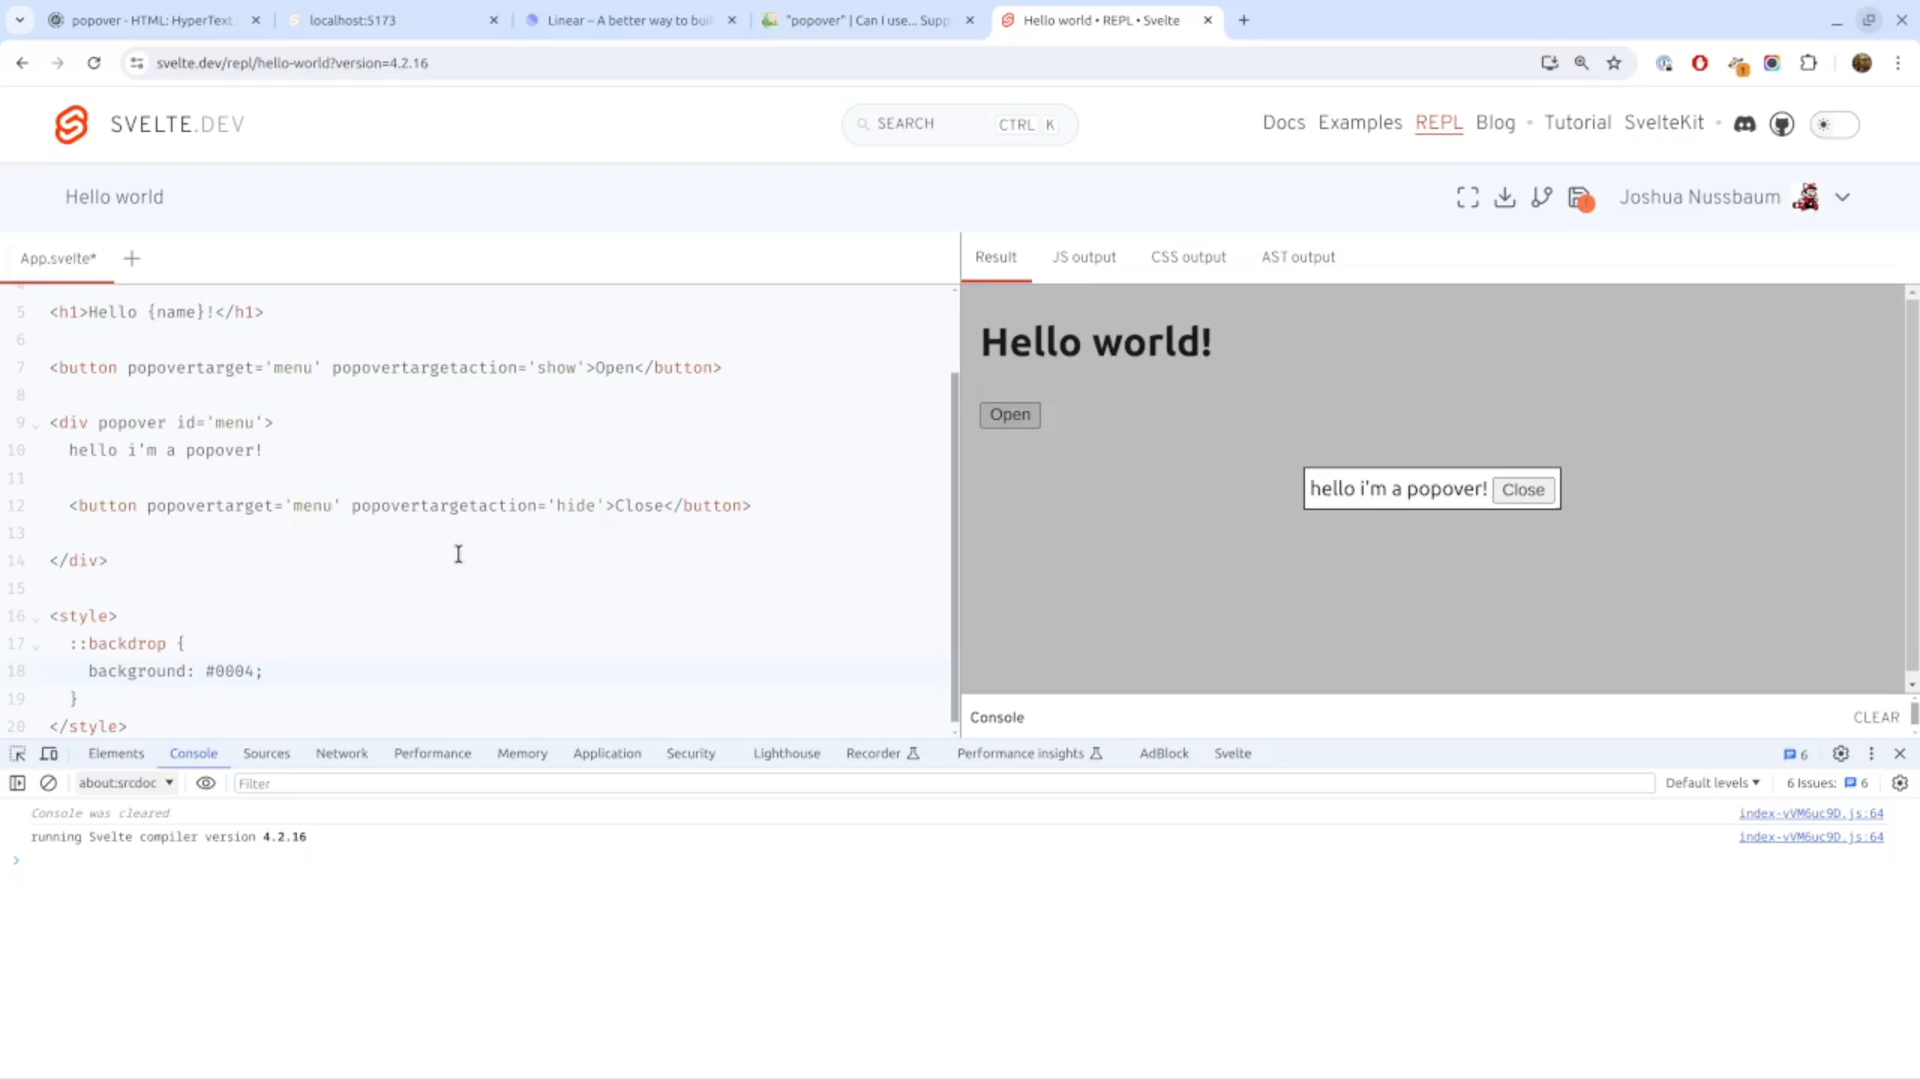 popover - HTML: HyperText
localhost:5173
Linear – A better way to bui
"popover" | Can I use... Supp
Hello world • REPL • Svelte
svelte.dev/repl/hello-world?version=4.2.16
1
SVELTE.DEV
SEARCH CTRL K
Docs Examples REPL Blog • Tutorial SvelteKit •
Hello world
Joshua Nussbaum
App.svelte*
Result JS output CSS output AST output
5 <h1>Hello {name}!</h1>
6
7 <button popovertarget='menu' popovertargetaction='show'>Open</button>
8
9 <div popover id='menu'>
10 hello i'm a popover!
11
12 <button popovertarget='menu' popovertargetaction='hide'>Close</button>
13
14 </div>
15
16 <style>
17 ::backdrop {
18 background: #0004;
19 }
20 </style>
Hello world!
Open
hello i'm a popover! Close
Console CLEAR
Elements Console Sources Network Performance Memory Application Security Lighthouse Recorder Performance insights AdBlock Svelte 6
about:srcdoc Filter Default levels 6 Issues: 6
Console was cleared index-vVM6uc9D.js:64
running Svelte compiler version 4.2.16 index-vVM6uc9D.js:64
>